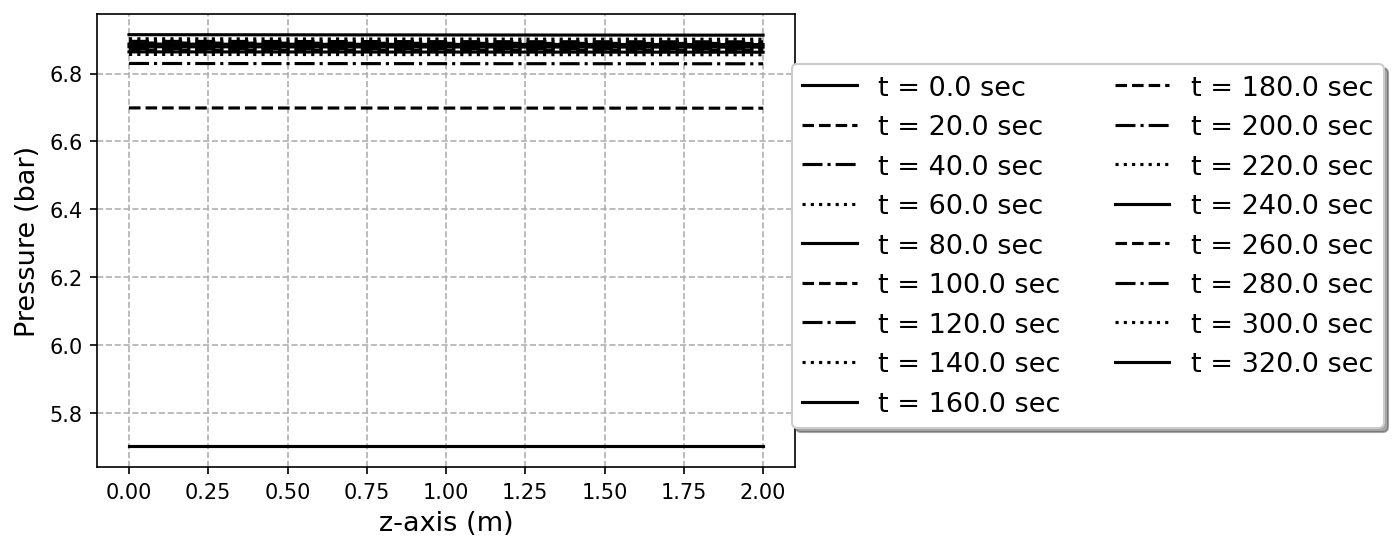 6.8
6.6
6.4
6.2
6.0
5.8
Pressure (bar)
0.00 0.25 0.50 0.75 1.00 1.25 1.50 1.75 2.00
z-axis (m)
t = 0.0 sec
t = 20.0 sec
t = 40.0 sec
t = 60.0 sec
t = 80.0 sec
t = 100.0 sec
t = 120.0 sec
t = 140.0 sec
t = 160.0 sec
t = 180.0 sec
t = 200.0 sec
t = 220.0 sec
t = 240.0 sec
t = 260.0 sec
t = 280.0 sec
t = 300.0 sec
t = 320.0 sec